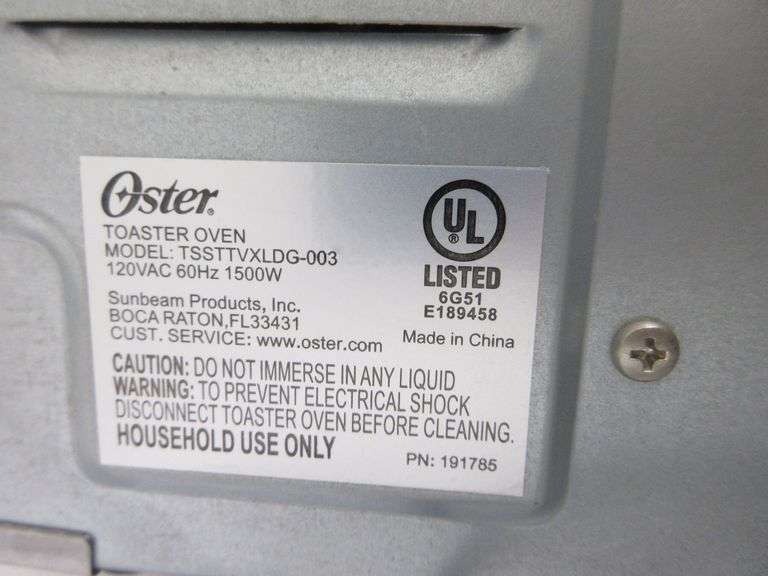 Oster®
TOASTER OVEN
MODEL: TSSTTVXLDG-003
120VAC 60Hz 1500W
Sunbeam Products, Inc.
BOCA RATON,FL33431
CUST. SERVICE: www.oster.com
UL ®
LISTED
6G51
E189458
Made in China
CAUTION: DO NOT IMMERSE IN ANY LIQUID
WARNING: TO PREVENT ELECTRICAL SHOCK
DISCONNECT TOASTER OVEN BEFORE CLEANING.
HOUSEHOLD USE ONLY
PN: 191785